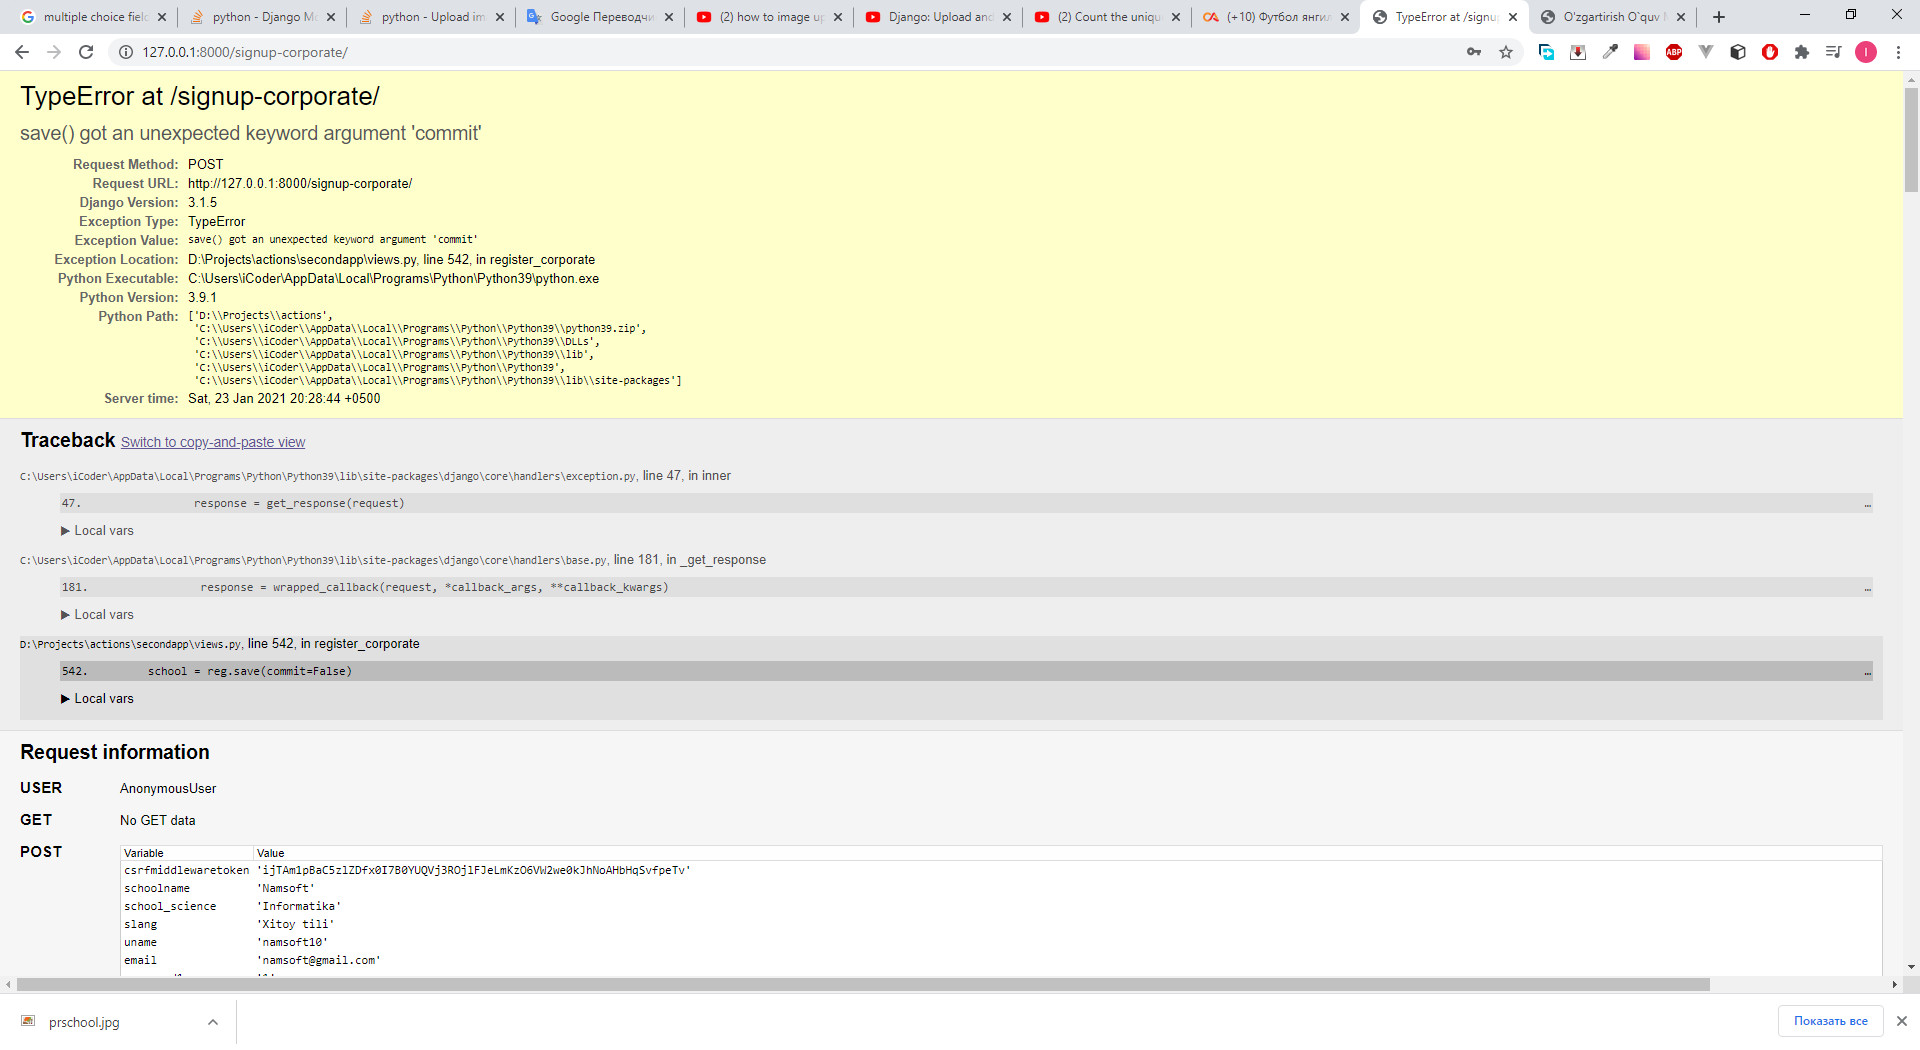 multiple choice field
python - Django Mo
python - Upload im
Google Переводчи
(2) how to image up
Django: Upload and
(2) Count the uniqu
(+10) Футбол янгил
TypeError at /signup
O'zgartirish O`quv
127.0.0.1:8000/signup-corporate/
TypeError at /signup-corporate/
save() got an unexpected keyword argument 'commit'
Request Method: POST
Request URL: http://127.0.0.1:8000/signup-corporate/
Django Version: 3.1.5
Exception Type: TypeError
Exception Value: save() got an unexpected keyword argument 'commit'
Exception Location: D:\Projects\actions\secondapp\views.py, line 542, in register_corporate
Python Executable: C:\Users\iCoder\AppData\Local\Programs\Python\Python39\python.exe
Python Version: 3.9.1
Python Path: ['D:\\Projects\\actions',
'C:\\Users\\iCoder\\AppData\\Local\\Programs\\Python\\Python39\\python39.zip',
'C:\\Users\\iCoder\\AppData\\Local\\Programs\\Python\\Python39\\DLLs',
'C:\\Users\\iCoder\\AppData\\Local\\Programs\\Python\\Python39\\lib',
'C:\\Users\\iCoder\\AppData\\Local\\Programs\\Python\\Python39',
'C:\\Users\\iCoder\\AppData\\Local\\Programs\\Python\\Python39\\lib\\site-packages']
Server time: Sat, 23 Jan 2021 20:28:44 +0500
Traceback Switch to copy-and-paste view
C:\Users\iCoder\AppData\Local\Programs\Python\Python39\lib\site-packages\django\core\handlers\exception.py, line 47, in inner
47. response = get_response(request) …
▶ Local vars
C:\Users\iCoder\AppData\Local\Programs\Python\Python39\lib\site-packages\django\core\handlers\base.py, line 181, in _get_response
181. response = wrapped_callback(request, *callback_args, **callback_kwargs) …
▶ Local vars
D:\Projects\actions\secondapp\views.py, line 542, in register_corporate
542. school = reg.save(commit=False) …
▶ Local vars
Request information
USER AnonymousUser
GET No GET data
POST
Variable Value
csrfmiddlewaretoken 'ijTAm1pBaC5zlZDfx0I7B0YUQVj3ROjlFJeLmKzO6VW2we0kJhNoAHbHqSvfpeTv'
schoolname 'Namsoft'
school_science 'Informatika'
slang 'Xitoy tili'
uname 'namsoft10'
email 'namsoft@gmail.com'
prschool.jpg
Показать все